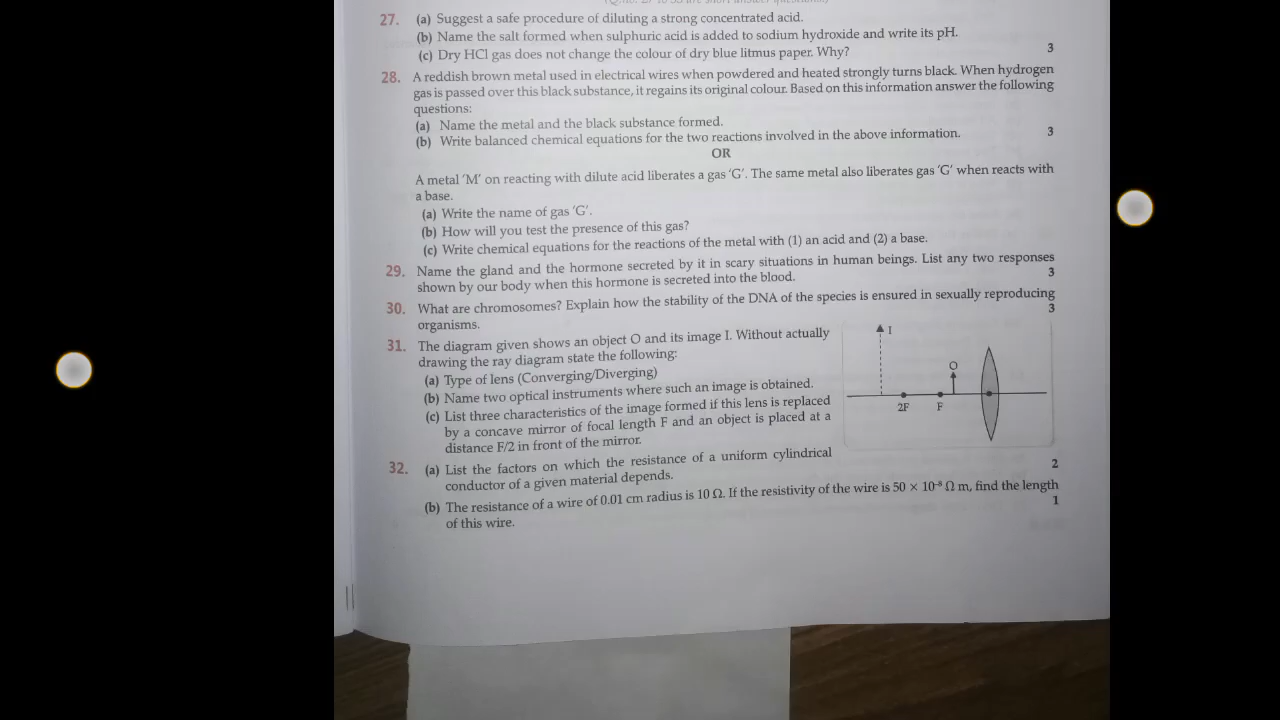 27. (a) Suggest a safe procedure of diluting a strong concentrated acid.
(b) Name the salt formed when sulphuric acid is added to sodium hydroxide and write its pH.
(c) Dry HCl gas does not change the colour of dry blue litmus paper. Why? 3
28. A reddish brown metal used in electrical wires when powdered and heated strongly turns black. When hydrogen
gas is passed over this black substance, it regains its original colour. Based on this information answer the following
questions:
(a) Name the metal and the black substance formed.
(b) Write balanced chemical equations for the two reactions involved in the above information. 3
OR
A metal 'M' on reacting with dilute acid liberates a gas 'G'. The same metal also liberates gas 'G' when reacts with
a base.
(a) Write the name of gas 'G'.
(b) How will you test the presence of this gas?
(c) Write chemical equations for the reactions of the metal with (1) an acid and (2) a base.
29. Name the gland and the hormone secreted by it in scary situations in human beings. List any two responses
shown by our body when this hormone is secreted into the blood. 3
30. What are chromosomes? Explain how the stability of the DNA of the species is ensured in sexually reproducing
organisms. 3
31. The diagram given shows an object O and its image I. Without actually
drawing the ray diagram state the following:
(a) Type of lens (Converging/Diverging)
(b) Name two optical instruments where such an image is obtained.
(c) List three characteristics of the image formed if this lens is replaced
by a concave mirror of focal length F and an object is placed at a
distance F/2 in front of the mirror.
I
O
2F F
32. (a) List the factors on which the resistance of a uniform cylindrical
conductor of a given material depends. 2
(b) The resistance of a wire of 0.01 cm radius is 10 Ω. If the resistivity of the wire is 50 × 10⁻⁸ Ω m, find the length
of this wire. 1